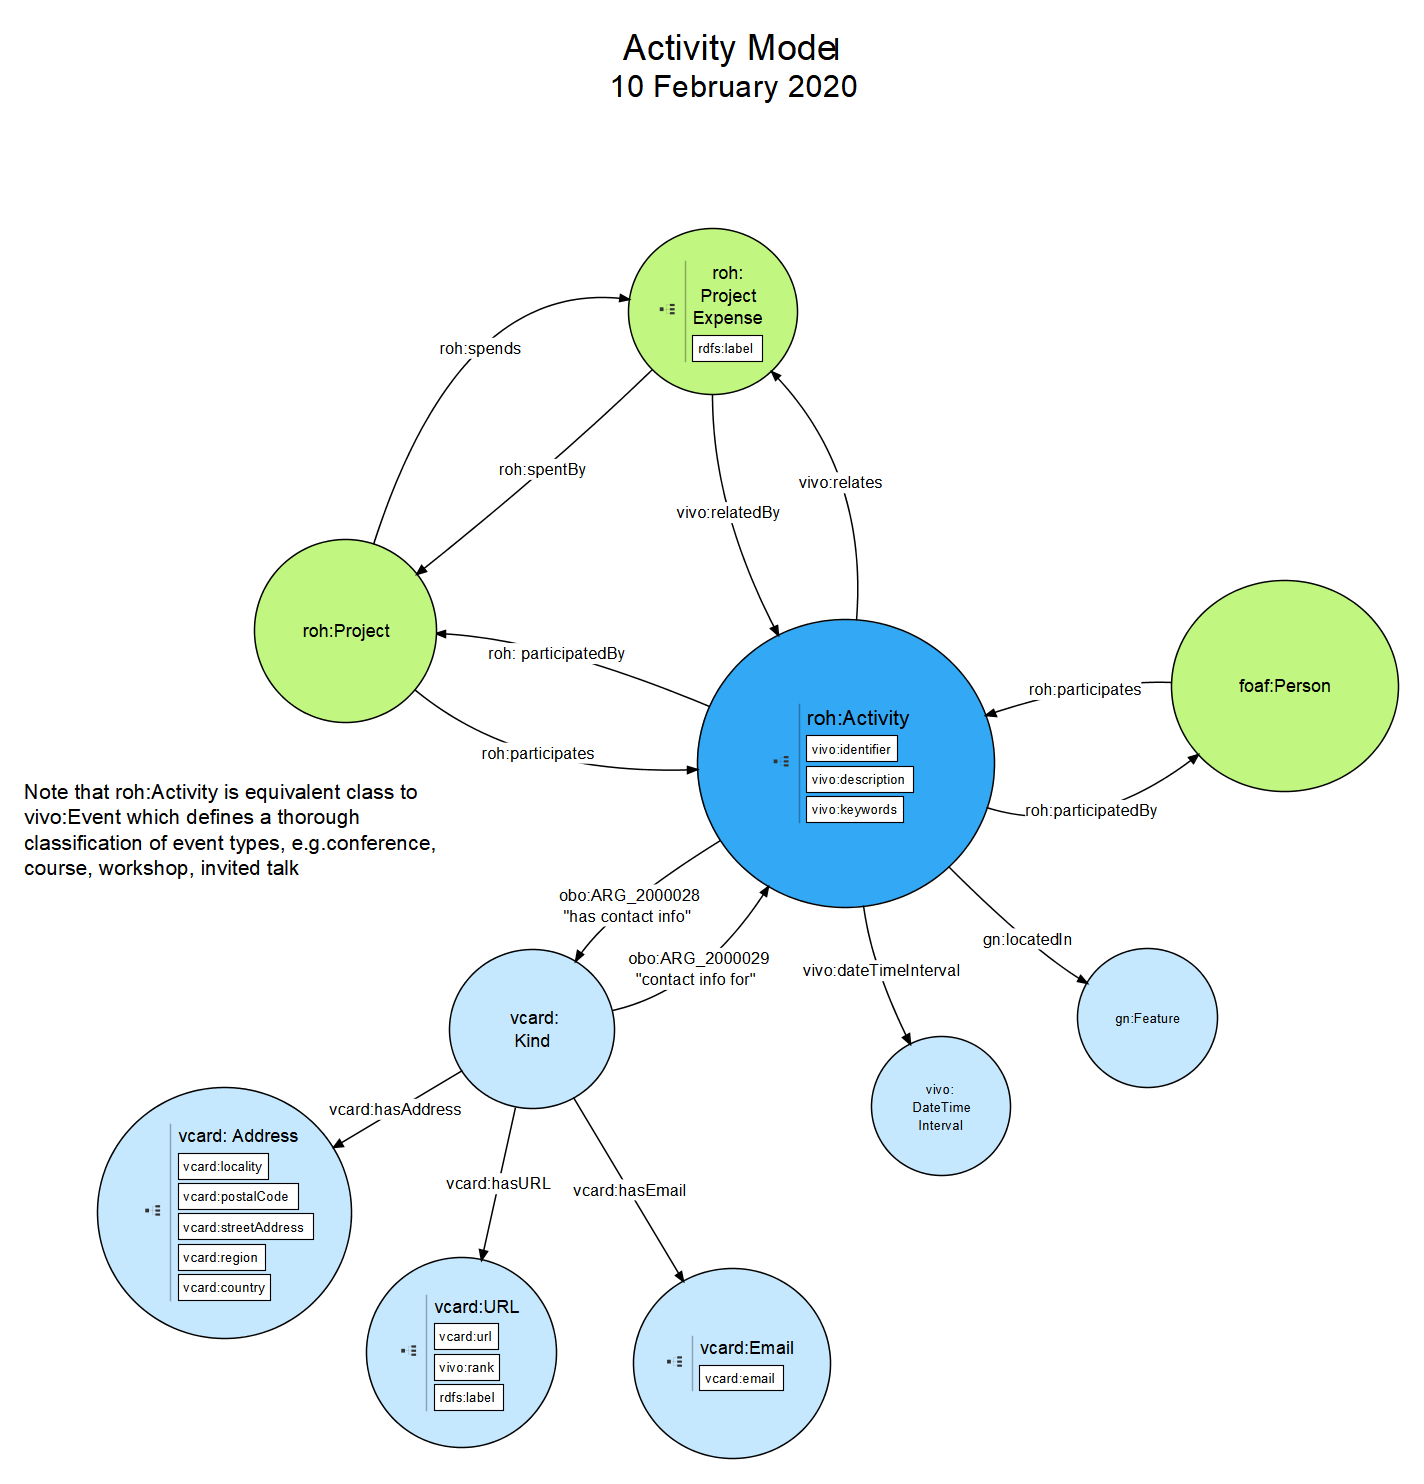 Activity Model
10 February 2020
roh:
Project
Expense
rdfs:label
roh:spends
roh:spentBy
vivo:relates
vivo:relatedBy
roh:Project
roh: participatedBy
roh:participates
foaf:Person
roh:participates
roh:participatedBy
roh:Activity
vivo:identifier
vivo:description
vivo:keywords
Note that roh:Activity is equivalent class to
vivo:Event which defines a thorough
classification of event types, e.g.conference,
course, workshop, invited talk
obo:ARG_2000028
"has contact info"
obo:ARG_2000029
"contact info for"
vivo:dateTimeInterval
gn:locatedIn
gn:Feature
vcard:
Kind
vivo:
DateTime
Interval
vcard:hasAddress
vcard:hasURL
vcard:hasEmail
vcard: Address
vcard:locality
vcard:postalCode
vcard:streetAddress
vcard:region
vcard:country
vcard:URL
vcard:url
vivo:rank
rdfs:label
vcard:Email
vcard:email